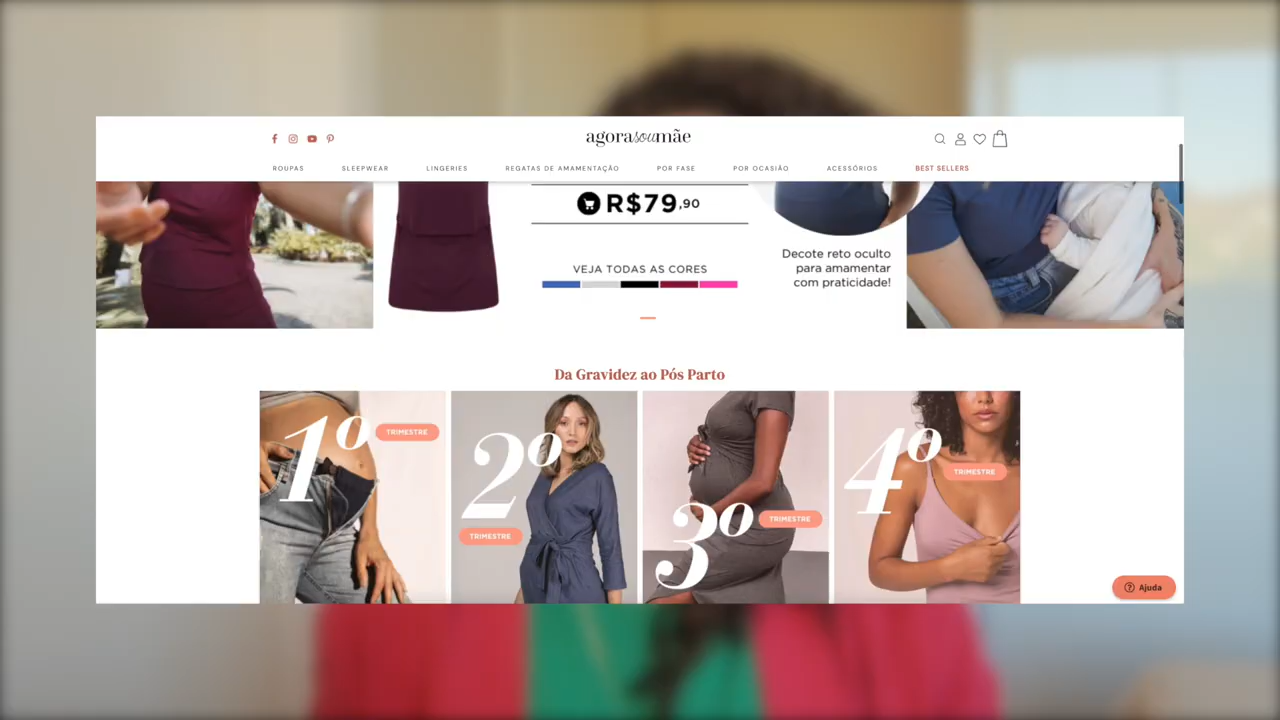 agorasoumãe
ROUPAS SLEEPWEAR LINGERIES REGATAS DE AMAMENTAÇÃO POR FASE POR OCASIÃO ACESSÓRIOS BEST SELLERS
R$79,90
VEJA TODAS AS CORES
Decote reto oculto
para amamentar
com praticidade!
Da Gravidez ao Pós Parto
1º TRIMESTRE
2º TRIMESTRE
3º TRIMESTRE
4º TRIMESTRE
Ajuda